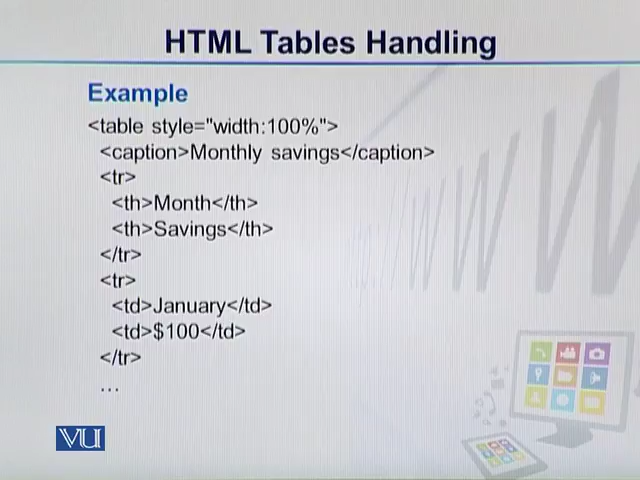 HTML Tables Handling
Example
<table style="width:100%">
<caption>Monthly savings</caption>
<tr>
<th>Month</th>
<th>Savings</th>
</tr>
<tr>
<td>January</td>
<td>$100</td>
</tr>
...
VU